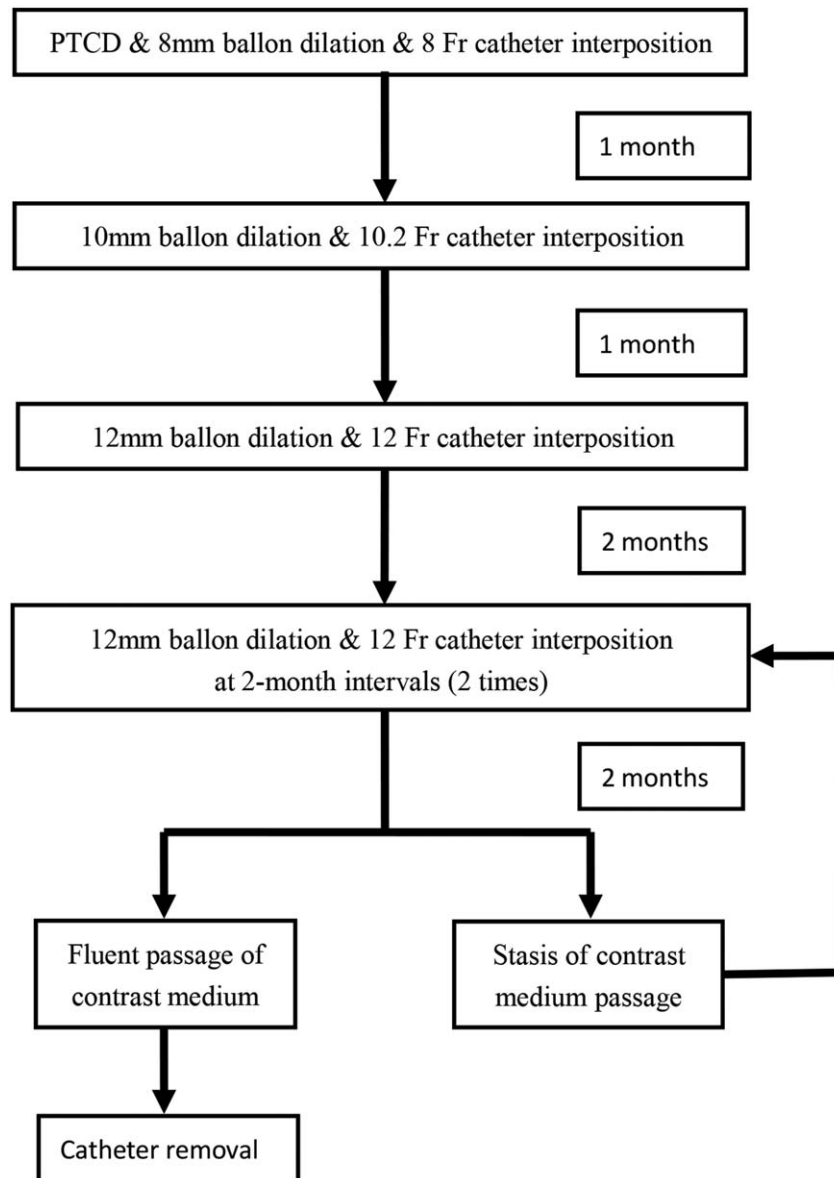 PTCD & 8mm ballon dilation & 8 Fr catheter interposition
1 month
10mm ballon dilation & 10.2 Fr catheter interposition
1 month
12mm ballon dilation & 12 Fr catheter interposition
2 months
12mm ballon dilation & 12 Fr catheter interposition
at 2-month intervals (2 times)
2 months
Fluent passage of
contrast medium
Stasis of contrast
medium passage
Catheter removal